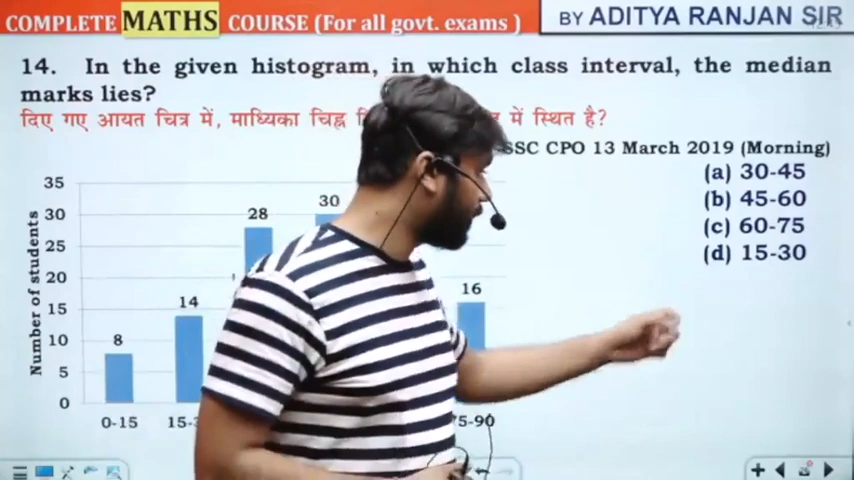 COMPLETE MATHS COURSE (For all govt. exams)
BY ADITYA RANJAN SIR
14. In the given histogram, in which class interval, the median
marks lies?
दिए गए आयत चित्र में, माध्यिका चिह्न में स्थित है?
SSC CPO 13 March 2019 (Morning)
(a) 30-45
(b) 45-60
(c) 60-75
(d) 15-30
Number of students
35
30
25
20
15
10
5
0
8
14
28
30
16
0-15